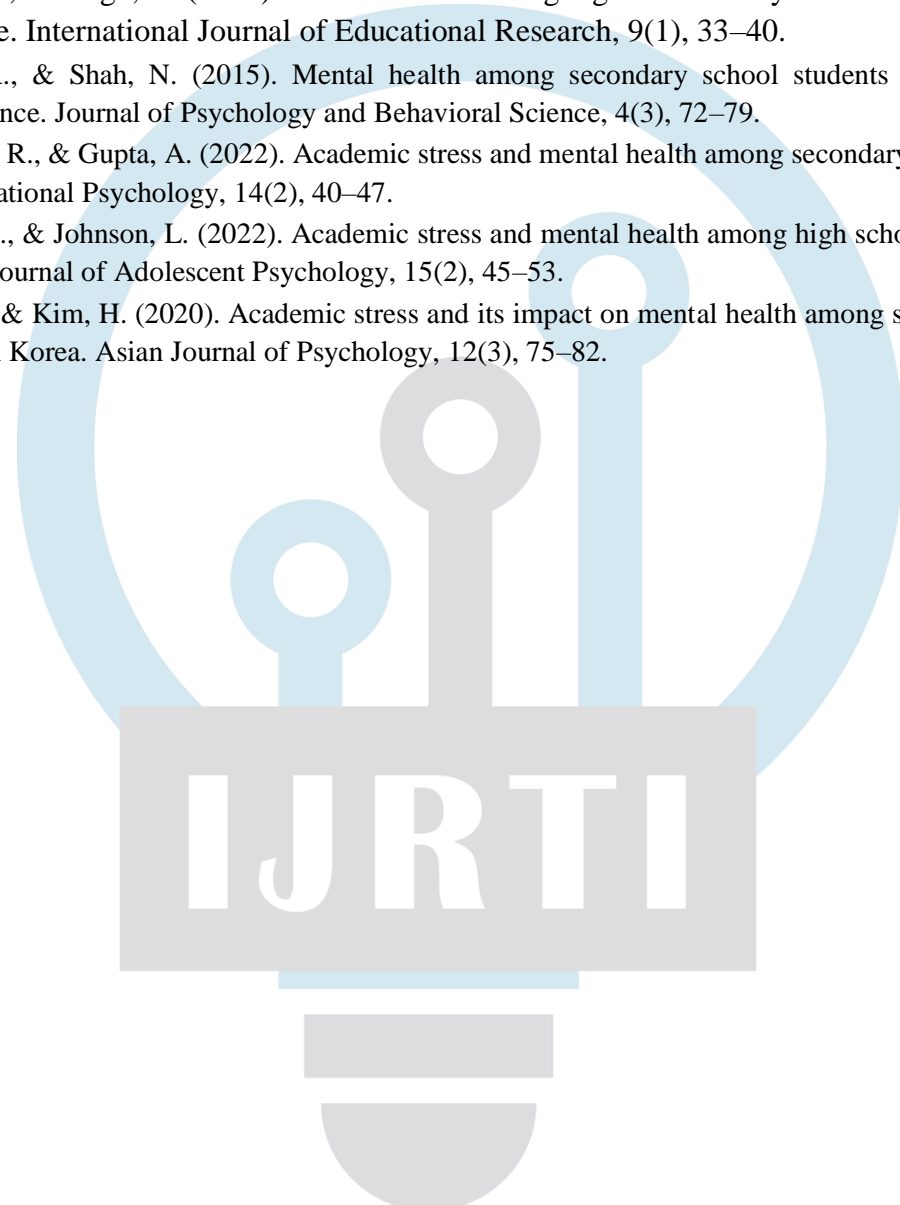 e. International Journal of Educational Research, 9(1), 33–40.
., & Shah, N. (2015). Mental health among secondary school students
nce. Journal of Psychology and Behavioral Science, 4(3), 72–79.
R., & Gupta, A. (2022). Academic stress and mental health among secondary
ational Psychology, 14(2), 40–47.
., & Johnson, L. (2022). Academic stress and mental health among high scho
ournal of Adolescent Psychology, 15(2), 45–53.
& Kim, H. (2020). Academic stress and its impact on mental health among s
Korea. Asian Journal of Psychology, 12(3), 75–82.
IJRTI